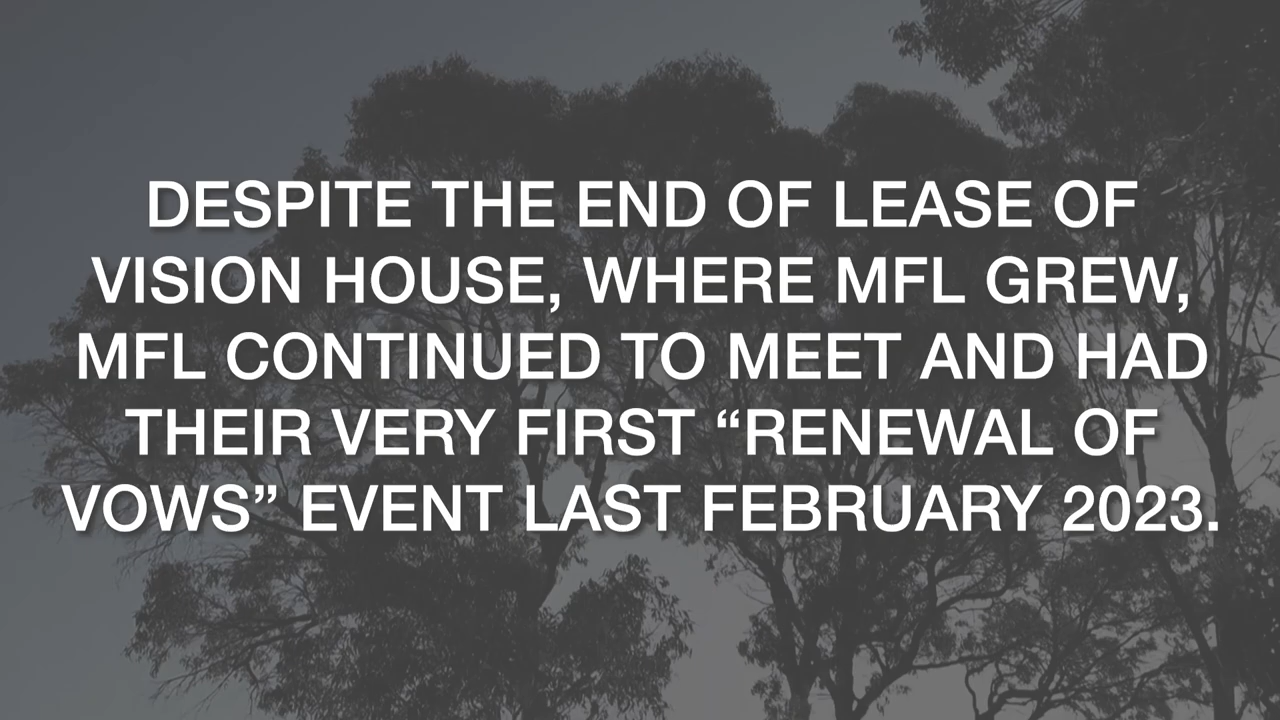 DESPITE THE END OF LEASE OF
VISION HOUSE, WHERE MFL GREW,
MFL CONTINUED TO MEET AND HAD
THEIR VERY FIRST “RENEWAL OF
VOWS” EVENT LAST FEBRUARY 2023.